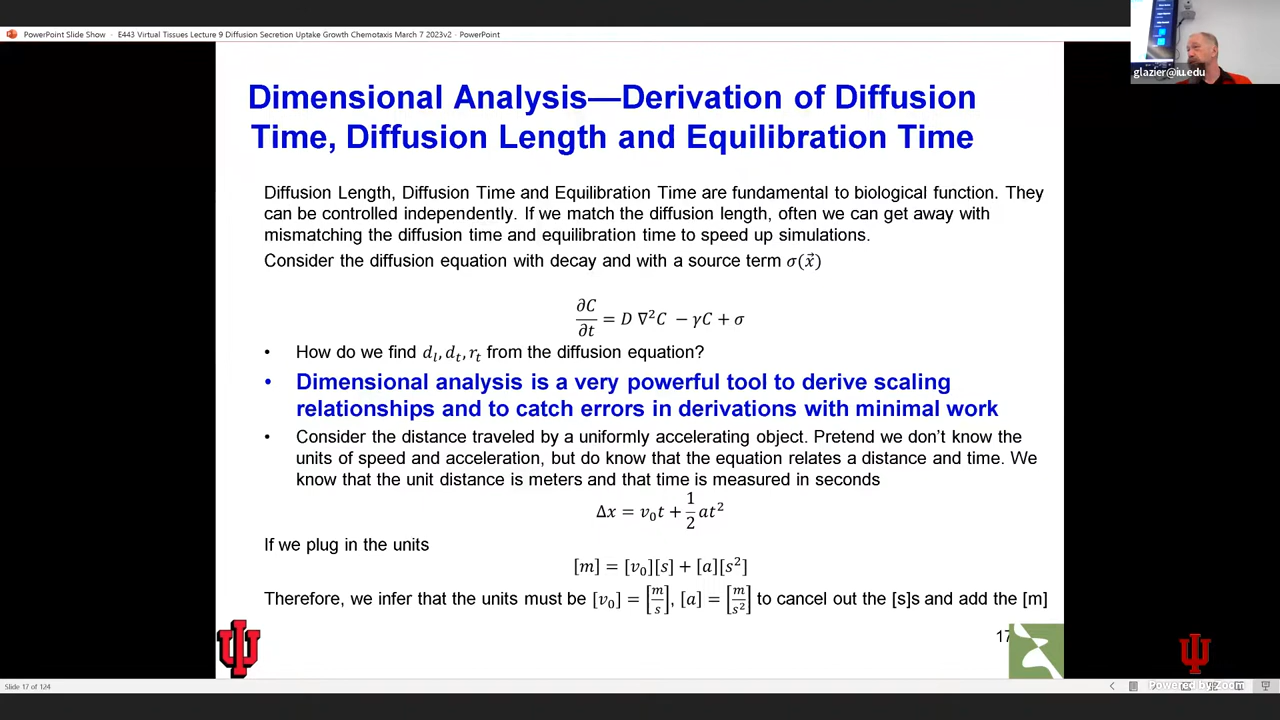 PowerPoint Slide Show - E443 Virtual Tissues Lecture 9 Diffusion Secretion Uptake Growth Chemotaxis March 7 2023v2 - PowerPoint
glazier@iu.edu
Dimensional Analysis—Derivation of Diffusion
Time, Diffusion Length and Equilibration Time
Diffusion Length, Diffusion Time and Equilibration Time are fundamental to biological function. They
can be controlled independently. If we match the diffusion length, often we can get away with
mismatching the diffusion time and equilibration time to speed up simulations.
Consider the diffusion equation with decay and with a source term σ(x⃗)
∂C/∂t = D ∇²C − γC + σ
• How do we find d_l, d_t, r_t from the diffusion equation?
• Dimensional analysis is a very powerful tool to derive scaling
relationships and to catch errors in derivations with minimal work
• Consider the distance traveled by a uniformly accelerating object. Pretend we don't know the
units of speed and acceleration, but do know that the equation relates a distance and time. We
know that the unit distance is meters and that time is measured in seconds
Δx = v₀t + 1/2 at²
If we plug in the units
[m] = [v₀][s] + [a][s²]
Therefore, we infer that the units must be [v₀] = [m/s], [a] = [m/s²] to cancel out the [s]s and add the [m]
17
Slide 17 of 124
Powered by Zoom